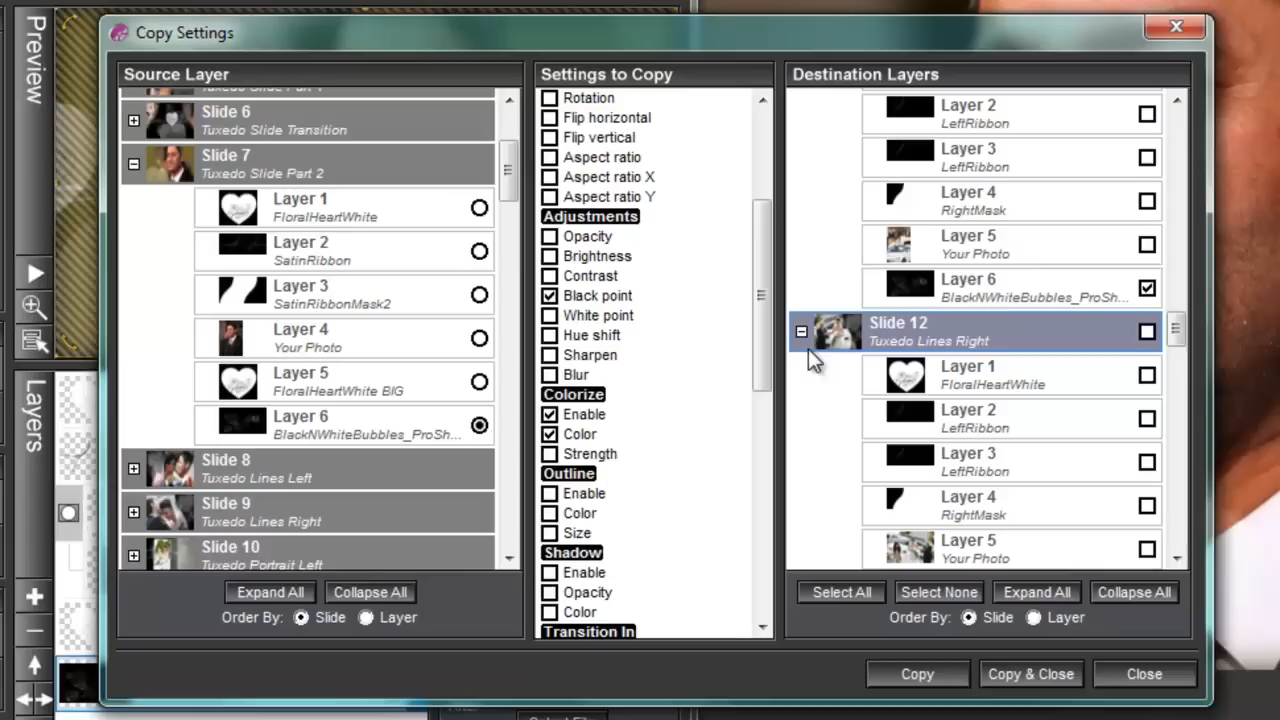 Preview
Layers
Copy Settings
Source Layer
Slide 6
Tuxedo Slide Transition
Slide 7
Tuxedo Slide Part 2
Layer 1
FloralHeartWhite
Layer 2
SatinRibbon
Layer 3
SatinRibbonMask2
Layer 4
Your Photo
Layer 5
FloralHeartWhite BIG
Layer 6
BlackNWhiteBubbles_ProSh...
Slide 8
Tuxedo Lines Left
Slide 9
Tuxedo Lines Right
Slide 10
Tuxedo Portrait Left
Expand All
Collapse All
Order By: Slide Layer
Settings to Copy
Rotation
Flip horizontal
Flip vertical
Aspect ratio
Aspect ratio X
Aspect ratio Y
Adjustments
Opacity
Brightness
Contrast
Black point
White point
Hue shift
Sharpen
Blur
Colorize
Enable
Color
Strength
Outline
Enable
Color
Size
Shadow
Enable
Opacity
Color
Transition In
Destination Layers
Layer 2
LeftRibbon
Layer 3
LeftRibbon
Layer 4
RightMask
Layer 5
Your Photo
Layer 6
BlackNWhiteBubbles_ProSh...
Slide 12
Tuxedo Lines Right
Layer 1
FloralHeartWhite
Layer 2
LeftRibbon
Layer 3
LeftRibbon
Layer 4
RightMask
Layer 5
Your Photo
Select All
Select None
Expand All
Collapse All
Order By: Slide Layer
Copy
Copy & Close
Close